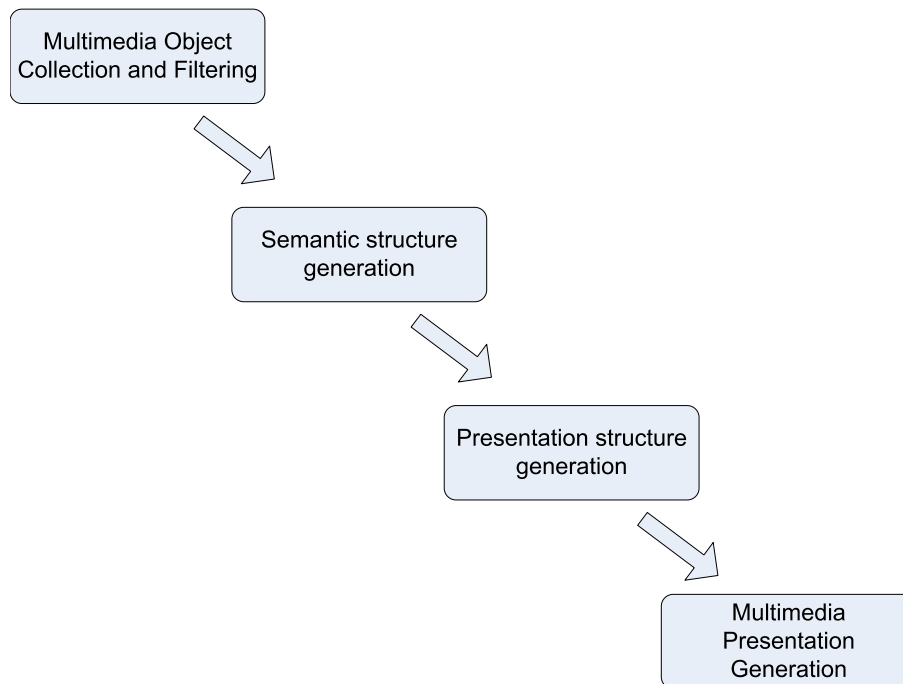 Multimedia Object
Collection and Filtering
Semantic structure
generation
Presentation structure
generation
Multimedia
Presentation
Generation